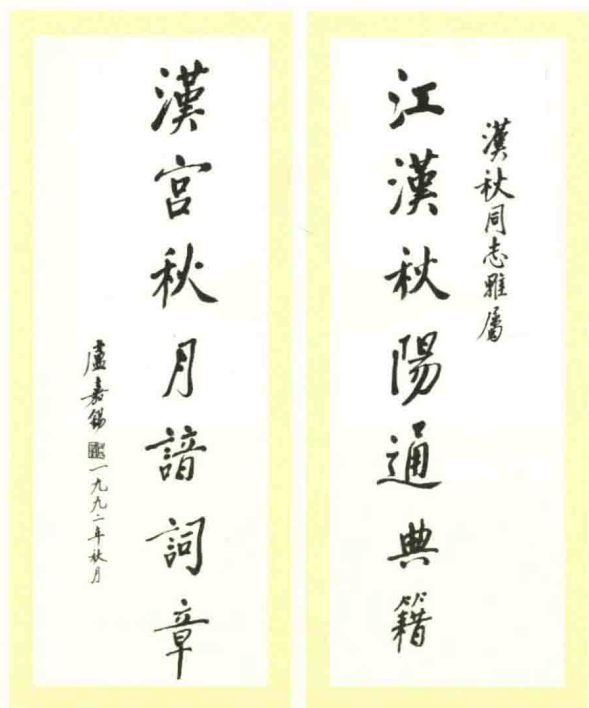 漢秋同志雅屬
江漢秋陽通典籍
漢宮秋月諳詞章
盧嘉錫
一九九二年秋月